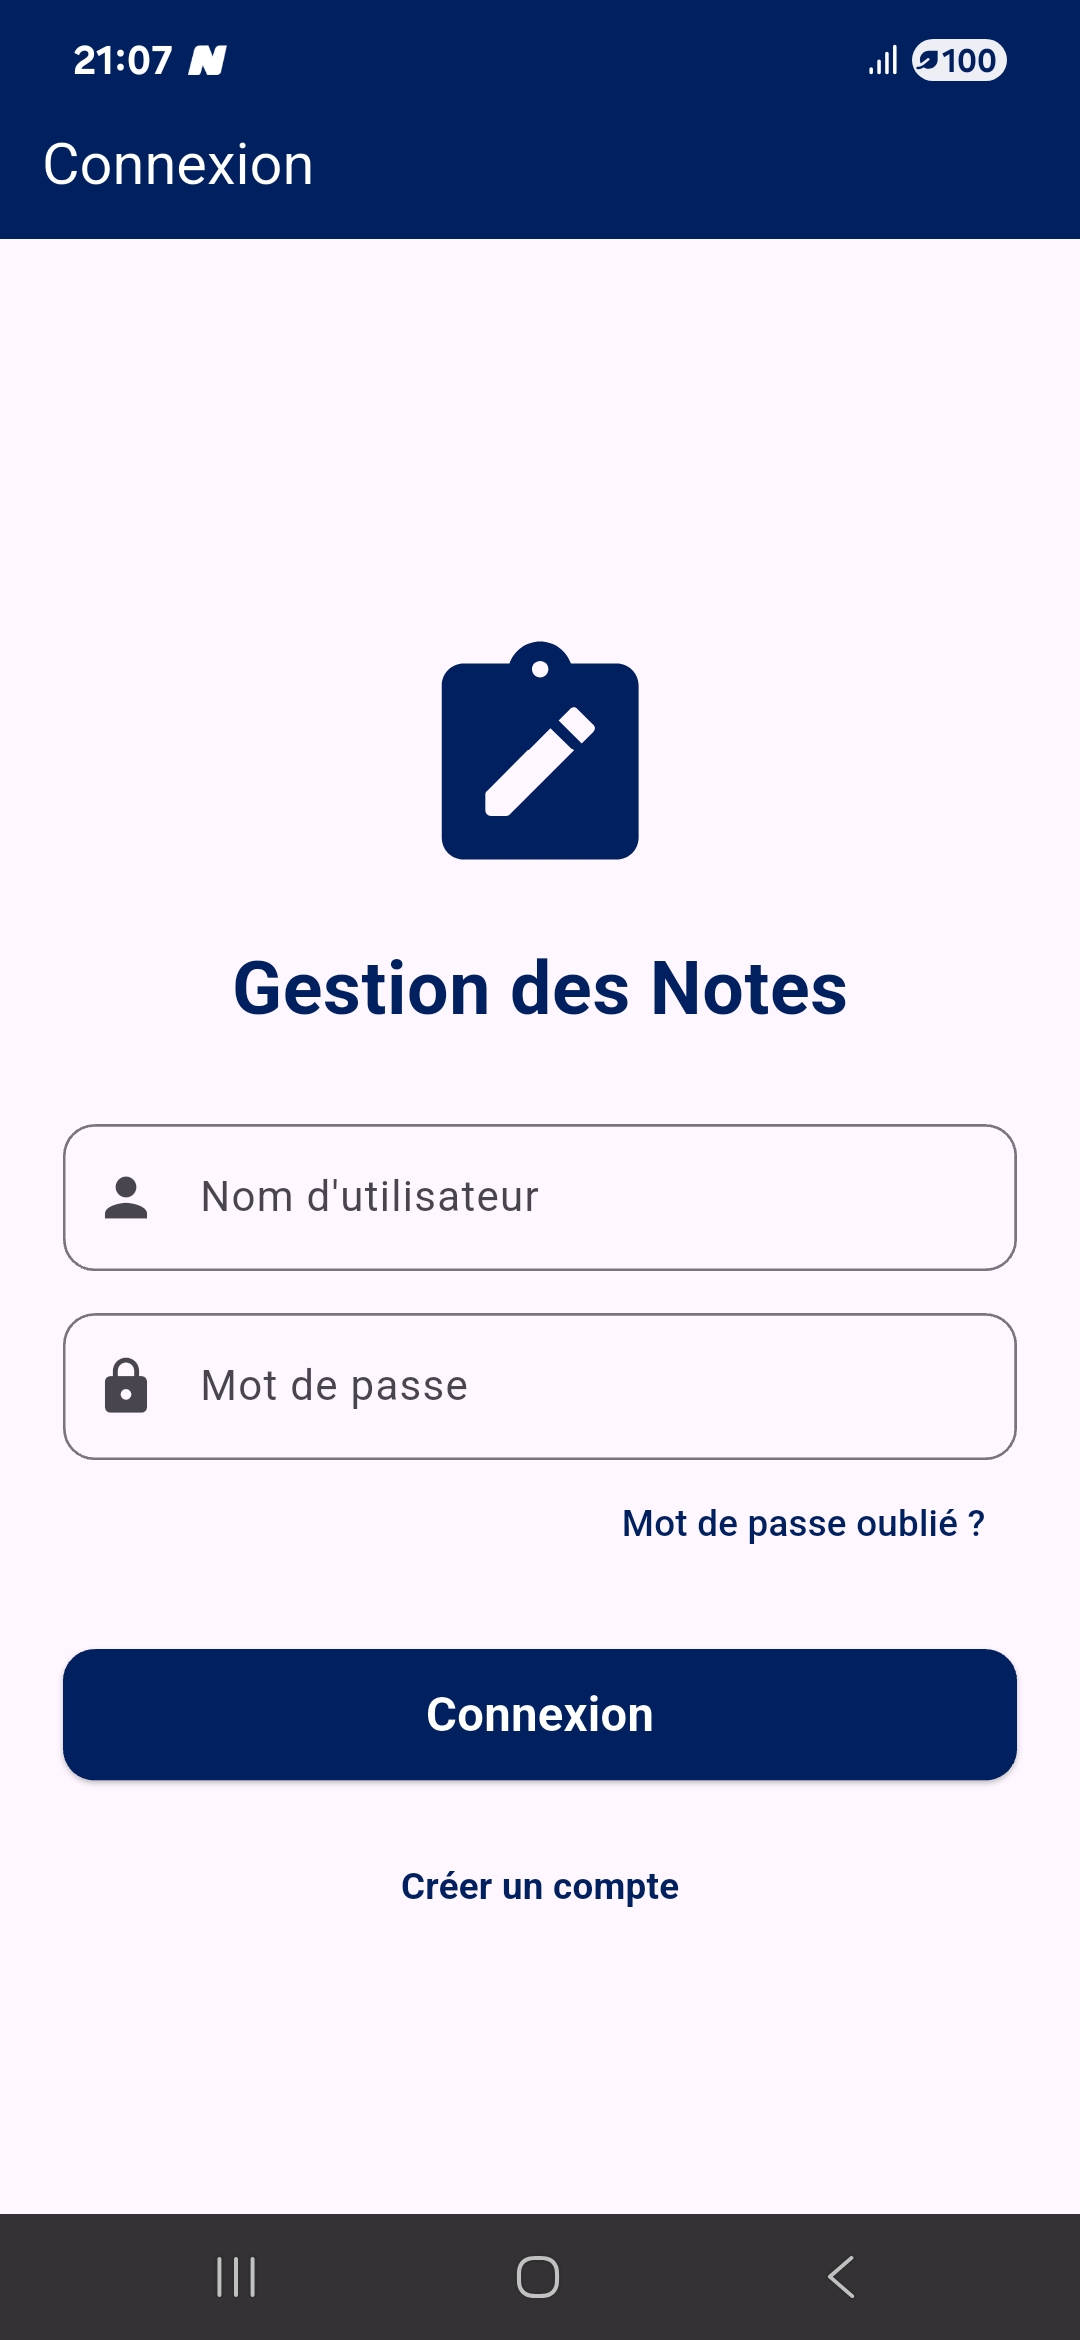 21:07 N
100
Connexion
Gestion des Notes
Nom d'utilisateur
Mot de passe
Mot de passe oublié ?
Connexion
Créer un compte